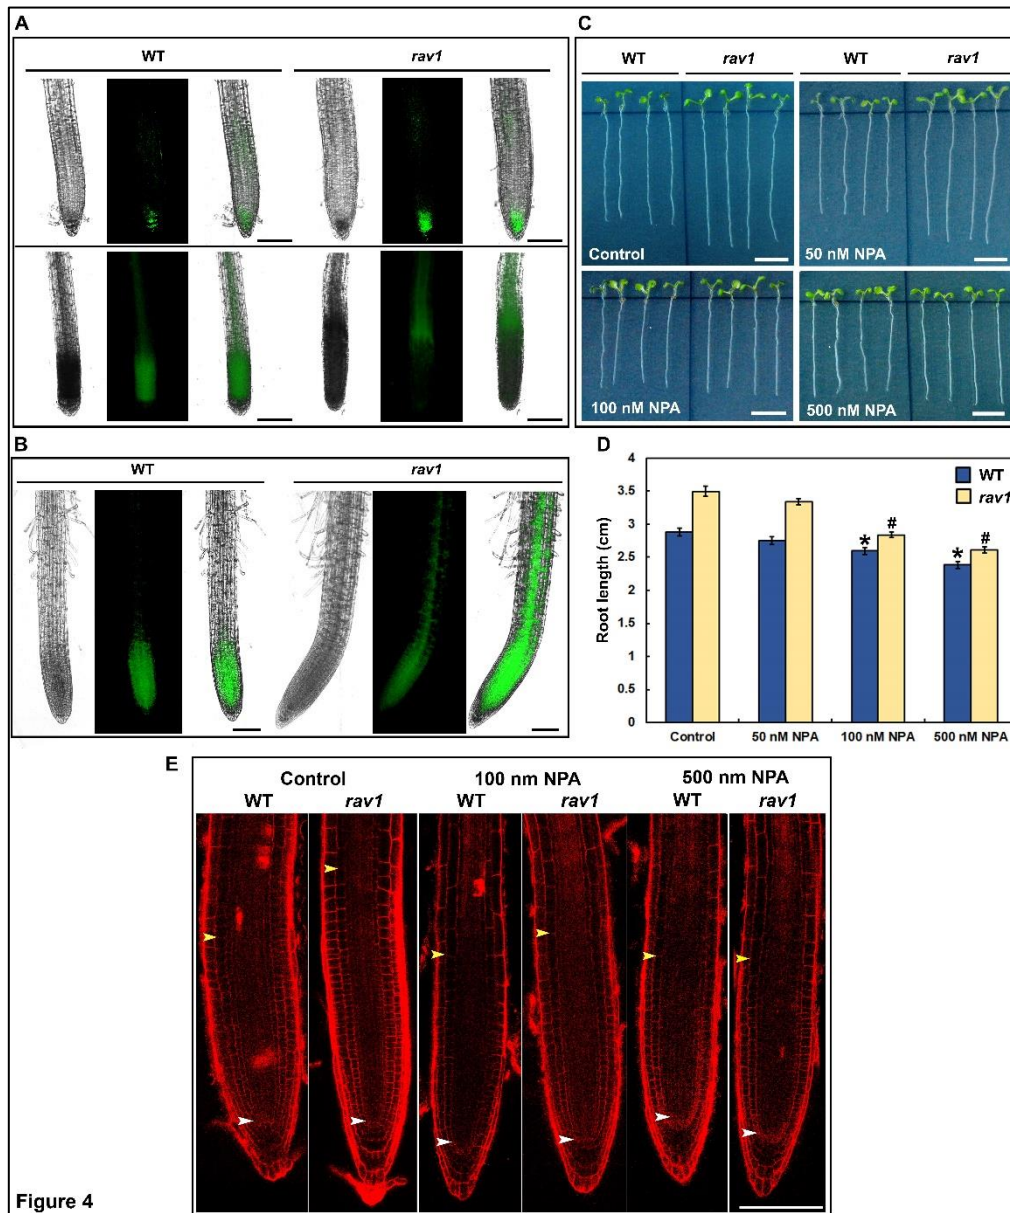 A
WT rav1
B
WT rav1
C
WT rav1 WT rav1
Control 50 nM NPA
100 nM NPA 500 nM NPA
D
WT
rav1
Root length (cm)
4
3.5
3
2.5
2
1.5
1
0.5
0
* # * #
Control 50 nM NPA 100 nM NPA 500 nM NPA
E
Control 100 nm NPA 500 nm NPA
WT rav1 WT rav1 WT rav1
Figure 4